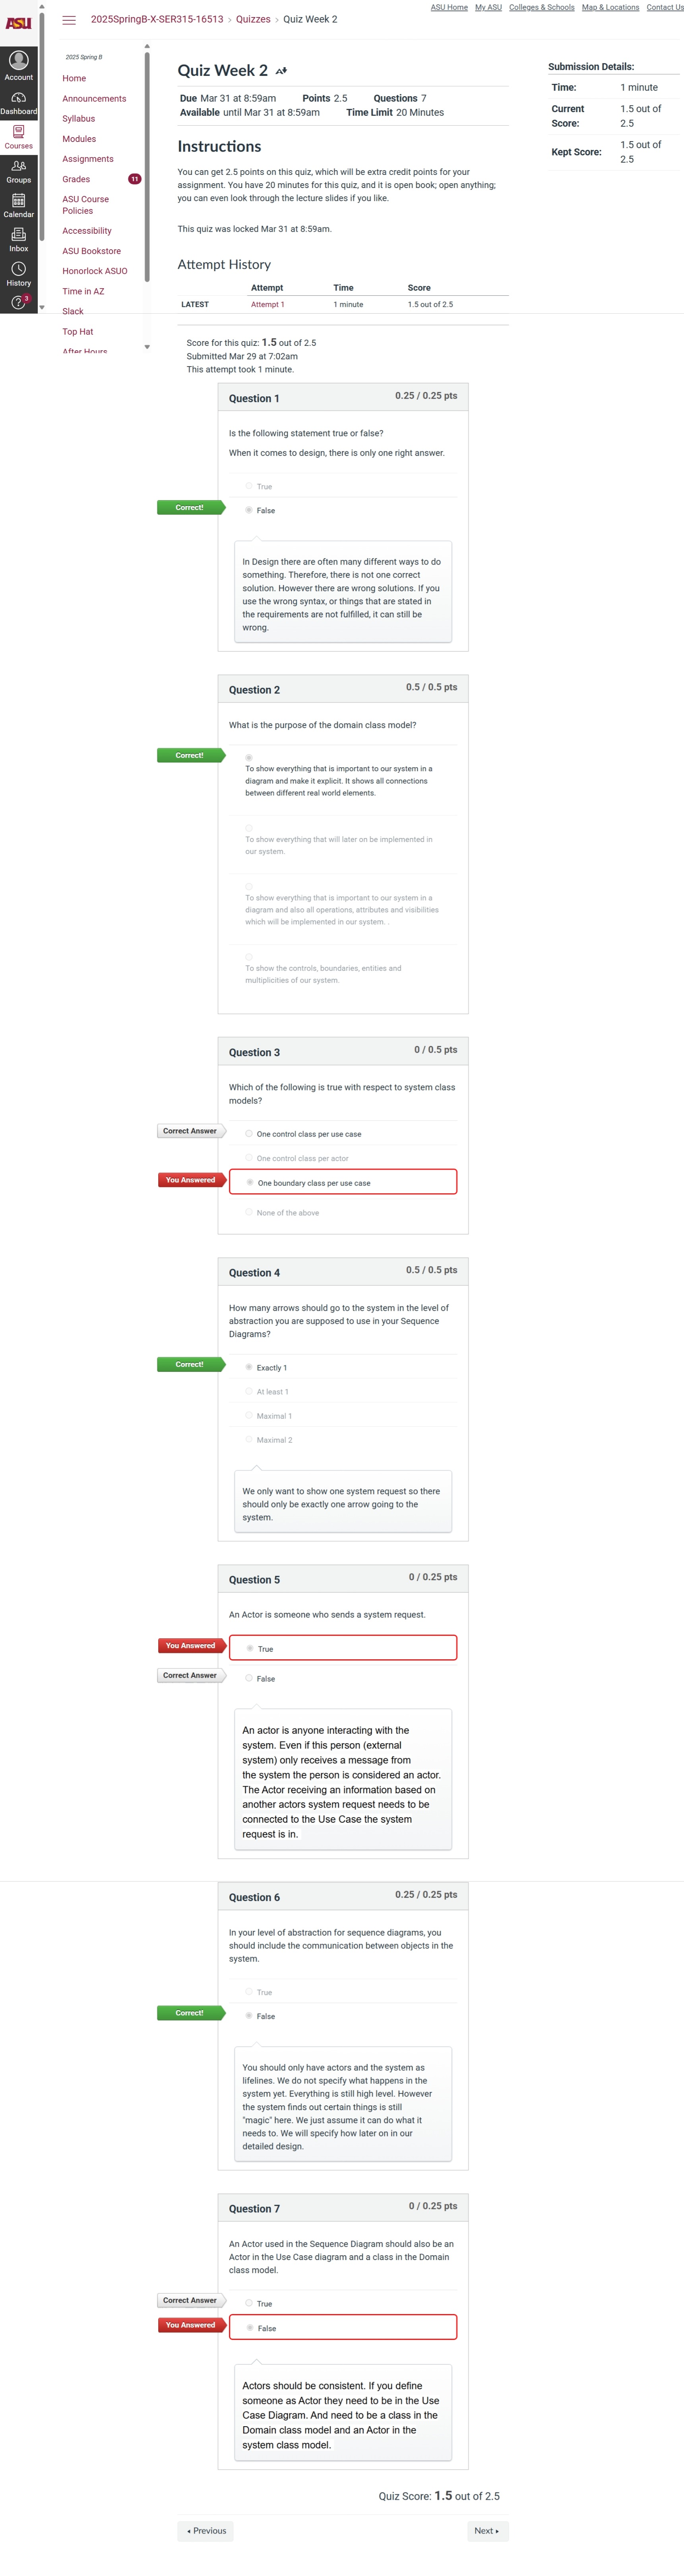 ASU Home My ASU Colleges & Schools Map & Locations Contact Us
ASU
2025SpringB-X-SER315-16513 › Quizzes › Quiz Week 2
Account
Dashboard
Courses
Groups
Calendar
Inbox
History
3
2025 Spring B
Home
Announcements
Syllabus
Modules
Assignments
Grades 11
ASU Course
Policies
Accessibility
ASU Bookstore
Honorlock ASUO
Time in AZ
Slack
Top Hat
After Hours
Quiz Week 2
Due Mar 31 at 8:59am Points 2.5 Questions 7
Available until Mar 31 at 8:59am Time Limit 20 Minutes
Instructions
You can get 2.5 points on this quiz, which will be extra credit points for your
assignment. You have 20 minutes for this quiz, and it is open book; open anything;
you can even look through the lecture slides if you like.
This quiz was locked Mar 31 at 8:59am.
Attempt History
Attempt Time Score
LATEST Attempt 1 1 minute 1.5 out of 2.5
Submission Details:
Time: 1 minute
Current 1.5 out of
Score: 2.5
Kept Score: 1.5 out of
2.5
Score for this quiz: 1.5 out of 2.5
Submitted Mar 29 at 7:02am
This attempt took 1 minute.
Question 1 0.25 / 0.25 pts
Is the following statement true or false?
When it comes to design, there is only one right answer.
True
Correct! False
In Design there are often many different ways to do
something. Therefore, there is not one correct
solution. However there are wrong solutions. If you
use the wrong syntax, or things that are stated in
the requirements are not fulfilled, it can still be
wrong.
Question 2 0.5 / 0.5 pts
What is the purpose of the domain class model?
Correct!
To show everything that is important to our system in a
diagram and make it explicit. It shows all connections
between different real world elements.
To show everything that will later on be implemented in
our system.
To show everything that is important to our system in a
diagram and also all operations, attributes and visibilities
which will be implemented in our system. .
To show the controls, boundaries, entities and
multiplicities of our system.
Question 3 0 / 0.5 pts
Which of the following is true with respect to system class
models?
Correct Answer One control class per use case
One control class per actor
You Answered One boundary class per use case
None of the above
Question 4 0.5 / 0.5 pts
How many arrows should go to the system in the level of
abstraction you are supposed to use in your Sequence
Diagrams?
Correct! Exactly 1
At least 1
Maximal 1
Maximal 2
We only want to show one system request so there
should only be exactly one arrow going to the
system.
Question 5 0 / 0.25 pts
An Actor is someone who sends a system request.
You Answered True
Correct Answer False
An actor is anyone interacting with the
system. Even if this person (external
system) only receives a message from
the system the person is considered an actor.
The Actor receiving an information based on
another actors system request needs to be
connected to the Use Case the system
request is in.
Question 6 0.25 / 0.25 pts
In your level of abstraction for sequence diagrams, you
should include the communication between objects in the
system.
True
Correct! False
You should only have actors and the system as
lifelines. We do not specify what happens in the
system yet. Everything is still high level. However
the system finds out certain things is still
"magic" here. We just assume it can do what it
needs to. We will specify how later on in our
detailed design.
Question 7 0 / 0.25 pts
An Actor used in the Sequence Diagram should also be an
Actor in the Use Case diagram and a class in the Domain
class model.
Correct Answer True
You Answered False
Actors should be consistent. If you define
someone as Actor they need to be in the Use
Case Diagram. And need to be a class in the
Domain class model and an Actor in the
system class model.
Quiz Score: 1.5 out of 2.5
◂ Previous Next ▸